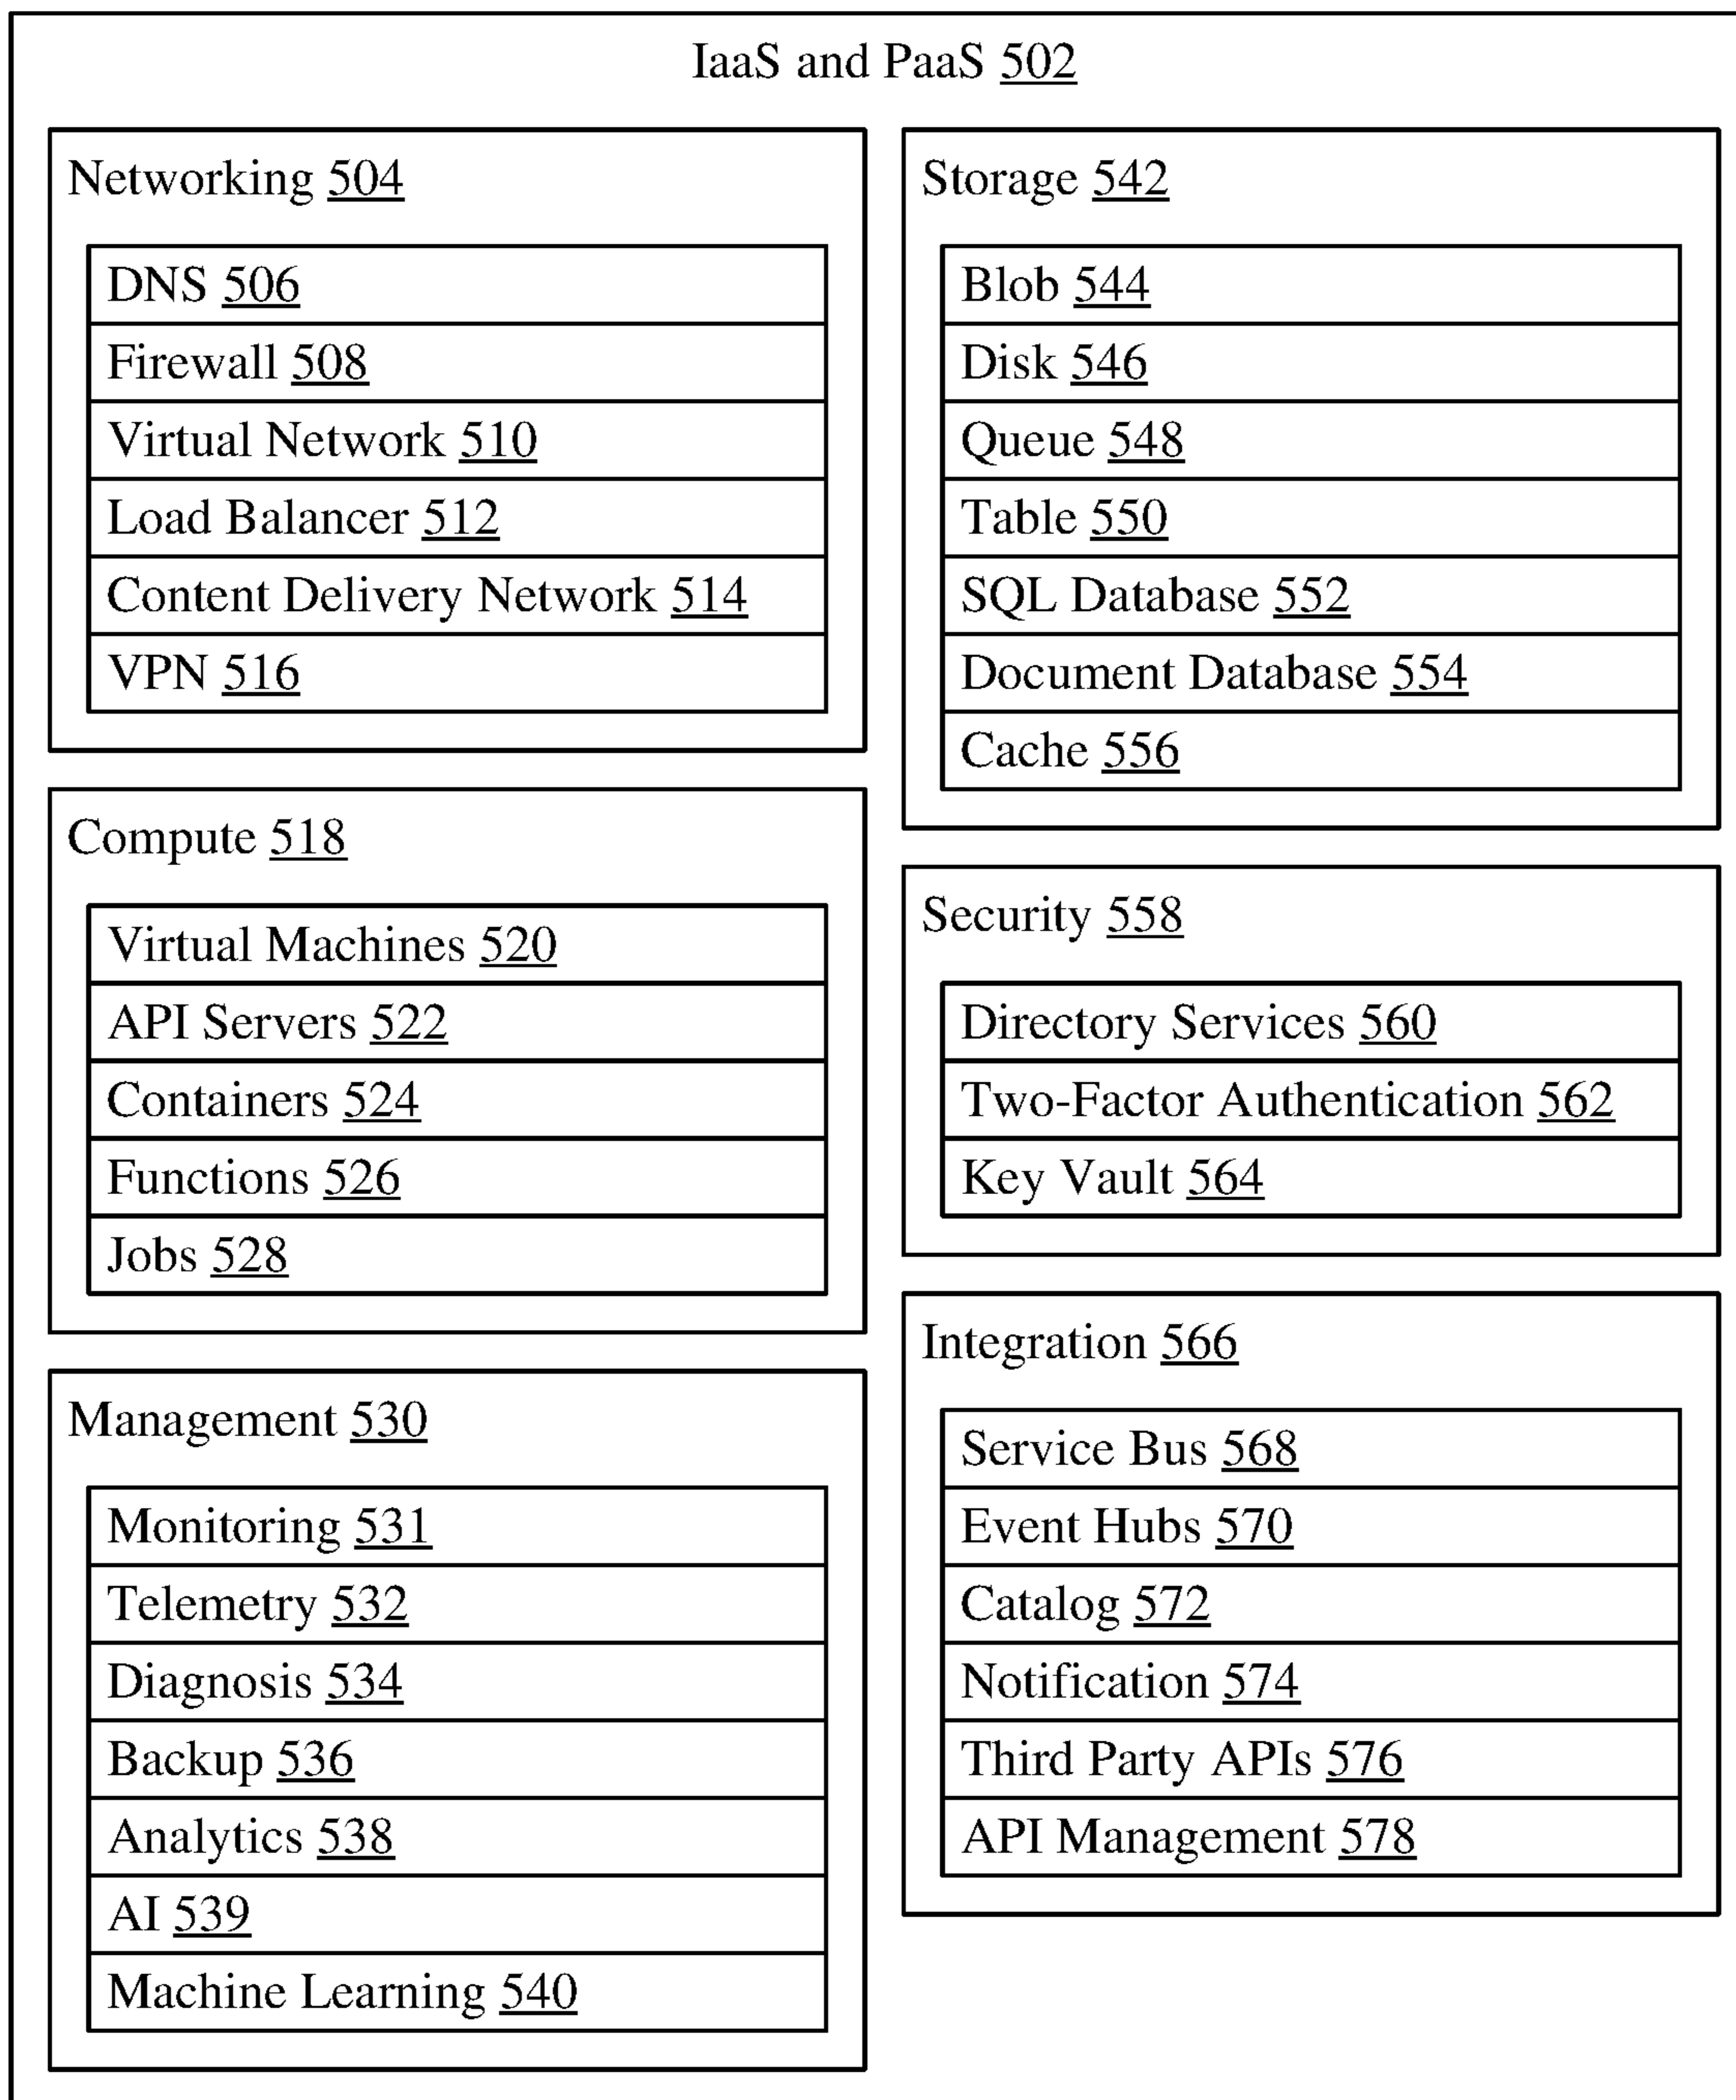 IaaS and PaaS 502
Networking 504
DNS 506
Firewall 508
Virtual Network 510
Load Balancer 512
Content Delivery Network 514
VPN 516
Compute 518
Virtual Machines 520
API Servers 522
Containers 524
Functions 526
Jobs 528
Management 530
Monitoring 531
Telemetry 532
Diagnosis 534
Backup 536
Analytics 538
AI 539
Machine Learning 540
Storage 542
Blob 544
Disk 546
Queue 548
Table 550
SQL Database 552
Document Database 554
Cache 556
Security 558
Directory Services 560
Two-Factor Authentication 562
Key Vault 564
Integration 566
Service Bus 568
Event Hubs 570
Catalog 572
Notification 574
Third Party APIs 576
API Management 578